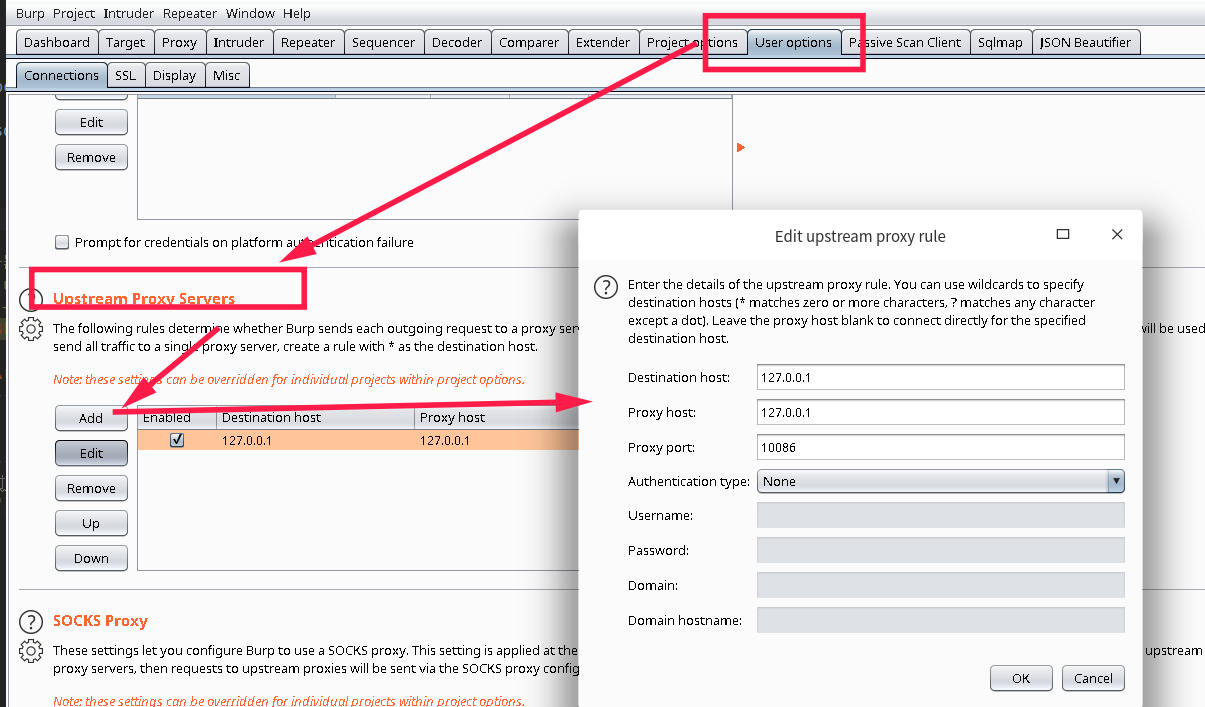 Burp Project Intruder Repeater Window Help
Dashboard Target Proxy Intruder Repeater Sequencer Decoder Comparer Extender Project options User options Passive Scan Client Sqlmap JSON Beautifier
Connections SSL Display Misc
Edit
Remove
Prompt for credentials on platform authentication failure
Upstream Proxy Servers
The following rules determine whether Burp sends each outgoing request to a proxy ser will be used
send all traffic to a single proxy server, create a rule with * as the destination host.
Note: these settings can be overridden for individual projects within project options.
Add
Edit
Remove
Up
Down
Enabled Destination host Proxy host
127.0.0.1 127.0.0.1
SOCKS Proxy
These settings let you configure Burp to use a SOCKS proxy. This setting is applied at the upstream
proxy servers, then requests to upstream proxies will be sent via the SOCKS proxy config
Note: these settings can be overridden for individual projects within project options.
Edit upstream proxy rule
Enter the details of the upstream proxy rule. You can use wildcards to specify
destination hosts (* matches zero or more characters, ? matches any character
except a dot). Leave the proxy host blank to connect directly for the specified
destination host.
Destination host: 127.0.0.1
Proxy host: 127.0.0.1
Proxy port: 10086
Authentication type: None
Username:
Password:
Domain:
Domain hostname:
OK Cancel